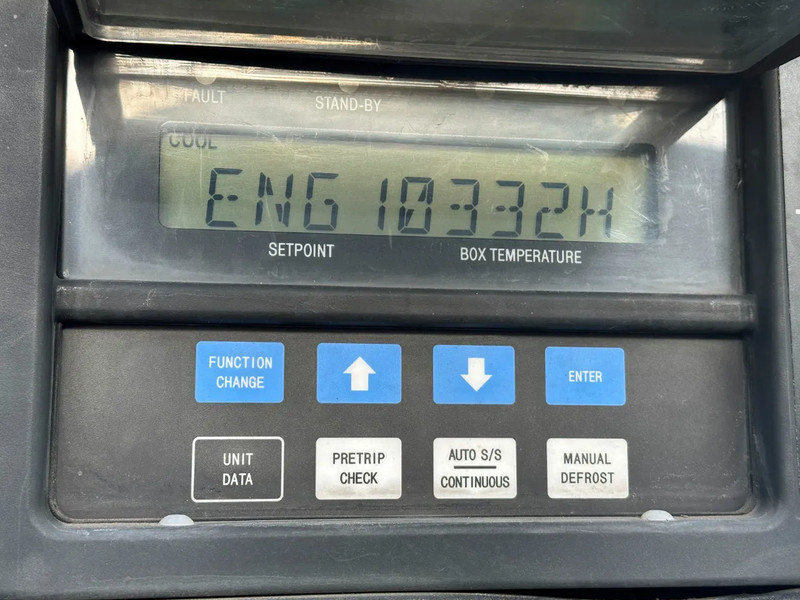 FAULT
STAND-BY
COOL
ENG 10332H
SETPOINT
BOX TEMPERATURE
FUNCTION
CHANGE
ENTER
UNIT
DATA
PRETRIP
CHECK
AUTO S/S
CONTINUOUS
MANUAL
DEFROST